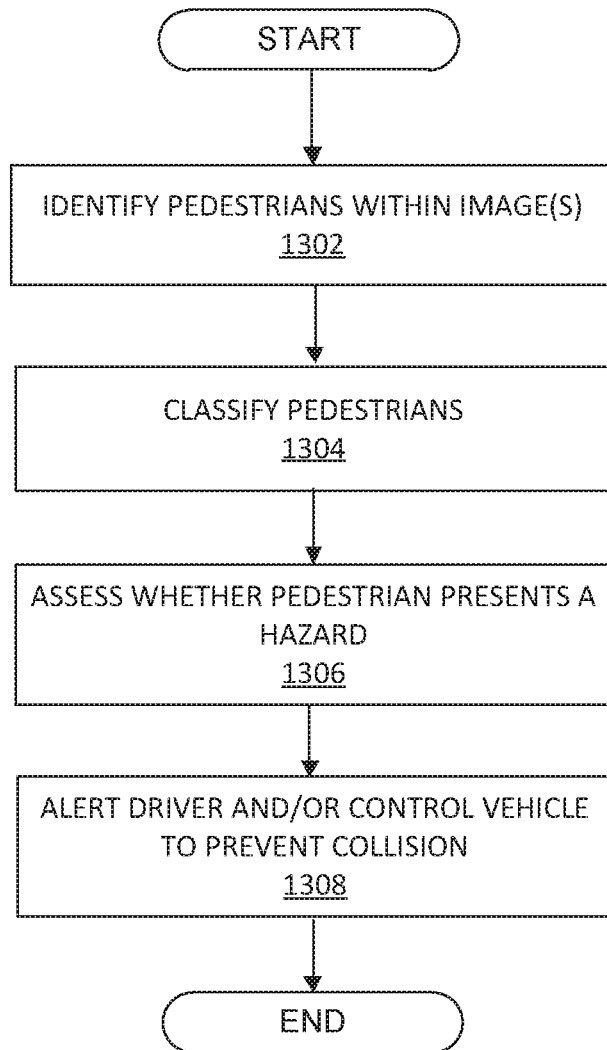 START
IDENTIFY PEDESTRIANS WITHIN IMAGE(S)
1302
CLASSIFY PEDESTRIANS
1304
ASSESS WHETHER PEDESTRIAN PRESENTS A
HAZARD
1306
ALERT DRIVER AND/OR CONTROL VEHICLE
TO PREVENT COLLISION
1308
END